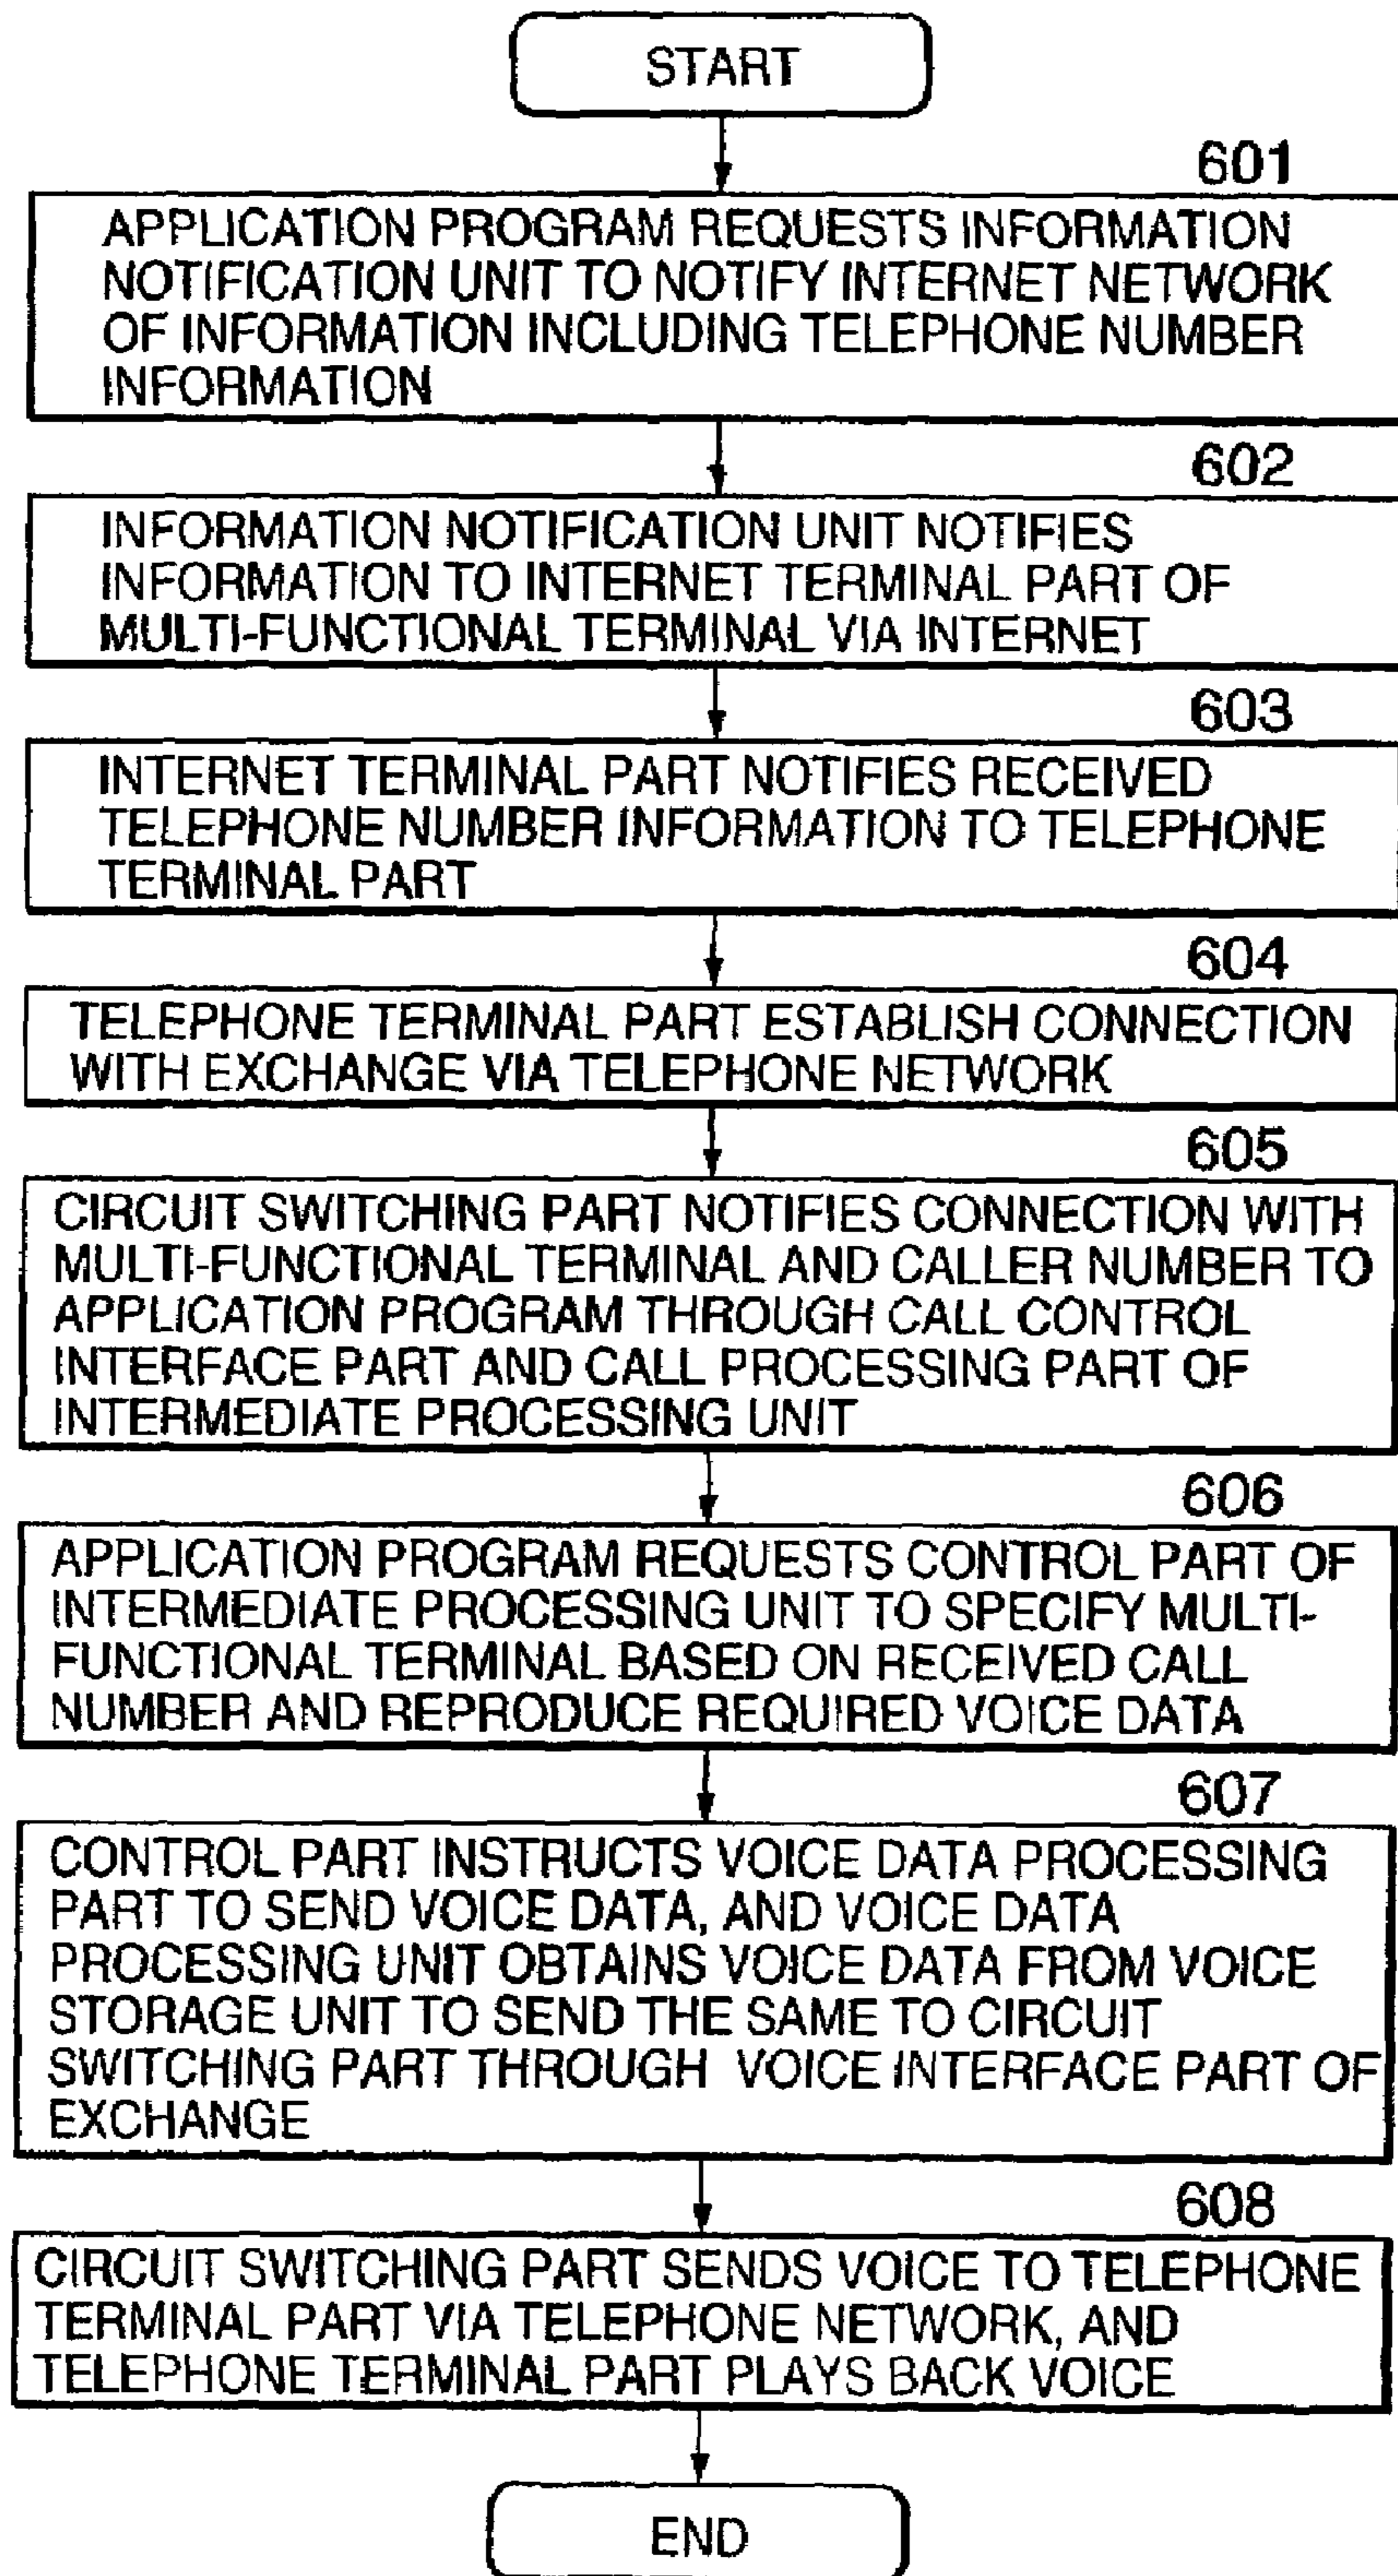 START
601
APPLICATION PROGRAM REQUESTS INFORMATION
NOTIFICATION UNIT TO NOTIFY INTERNET NETWORK
OF INFORMATION INCLUDING TELEPHONE NUMBER
INFORMATION
602
INFORMATION NOTIFICATION UNIT NOTIFIES
INFORMATION TO INTERNET TERMINAL PART OF
MULTI-FUNCTIONAL TERMINAL VIA INTERNET
603
INTERNET TERMINAL PART NOTIFIES RECEIVED
TELEPHONE NUMBER INFORMATION TO TELEPHONE
TERMINAL PART
604
TELEPHONE TERMINAL PART ESTABLISH CONNECTION
WITH EXCHANGE VIA TELEPHONE NETWORK
605
CIRCUIT SWITCHING PART NOTIFIES CONNECTION WITH
MULTI-FUNCTIONAL TERMINAL AND CALLER NUMBER TO
APPLICATION PROGRAM THROUGH CALL CONTROL
INTERFACE PART AND CALL PROCESSING PART OF
INTERMEDIATE PROCESSING UNIT
606
APPLICATION PROGRAM REQUESTS CONTROL PART OF
INTERMEDIATE PROCESSING UNIT TO SPECIFY MULTI-
FUNCTIONAL TERMINAL BASED ON RECEIVED CALL
NUMBER AND REPRODUCE REQUIRED VOICE DATA
607
CONTROL PART INSTRUCTS VOICE DATA PROCESSING
PART TO SEND VOICE DATA, AND VOICE DATA
PROCESSING UNIT OBTAINS VOICE DATA FROM VOICE
STORAGE UNIT TO SEND THE SAME TO CIRCUIT
SWITCHING PART THROUGH VOICE INTERFACE PART OF
EXCHANGE
608
CIRCUIT SWITCHING PART SENDS VOICE TO TELEPHONE
TERMINAL PART VIA TELEPHONE NETWORK, AND
TELEPHONE TERMINAL PART PLAYS BACK VOICE
END